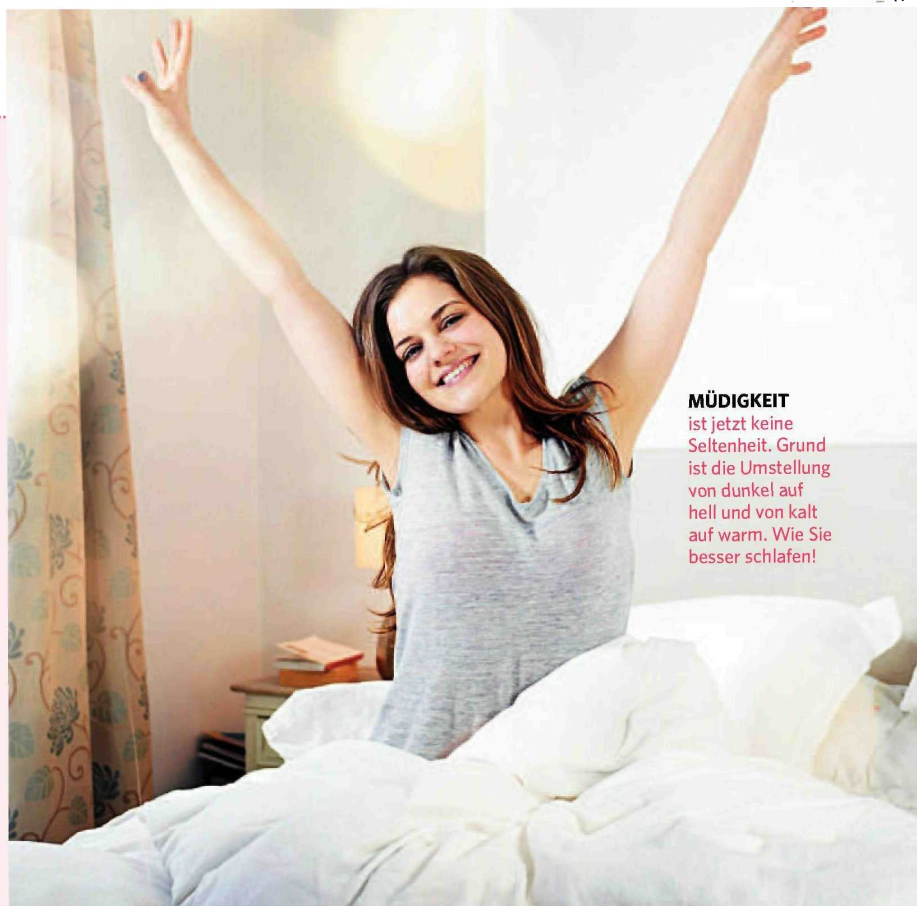 MÜDIGKEIT
ist jetzt keine
Seltenheit. Grund
ist die Umstellung
von dunkel auf
hell und von kalt
auf warm. Wie Sie
besser schlafen!